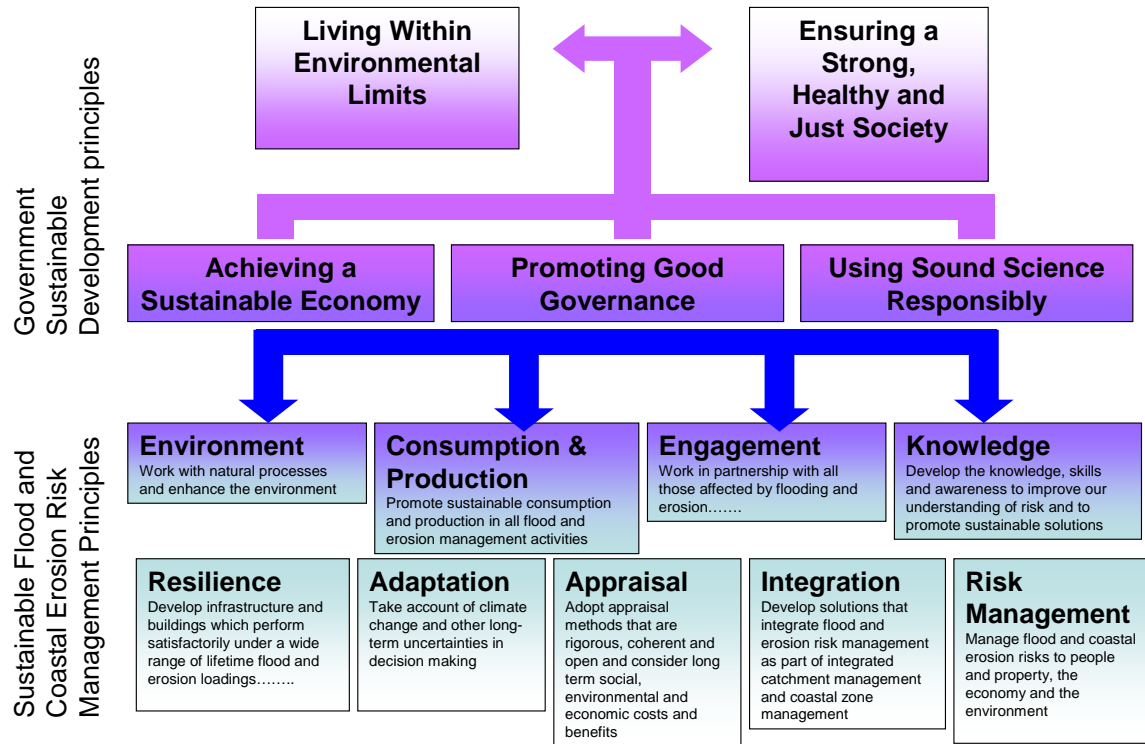 Government
Sustainable
Development principles
Living Within
Environmental
Limits
Ensuring a
Strong,
Healthy and
Just Society
Achieving a
Sustainable Economy
Promoting Good
Governance
Using Sound Science
Responsibly
Sustainable Flood and
Coastal Erosion Risk
Management Principles
Environment
Work with natural processes
and enhance the environment
Consumption &
Production
Promote sustainable consumption
and production in all flood and
erosion management activities
Engagement
Work in partnership with all
those affected by flooding and
erosion…….
Knowledge
Develop the knowledge, skills
and awareness to improve our
understanding of risk and to
promote sustainable solutions
Resilience
Develop infrastructure and
buildings which perform
satisfactorily under a wide
range of lifetime flood and
erosion loadings……..
Adaptation
Take account of climate
change and other long-
term uncertainties in
decision making
Appraisal
Adopt appraisal
methods that are
rigorous, coherent and
open and consider long
term social,
environmental and
economic costs and
benefits
Integration
Develop solutions that
integrate flood and
erosion risk management
as part of integrated
catchment management
and coastal zone
management
Risk
Management
Manage flood and coastal
erosion risks to people
and property, the
economy and the
environment